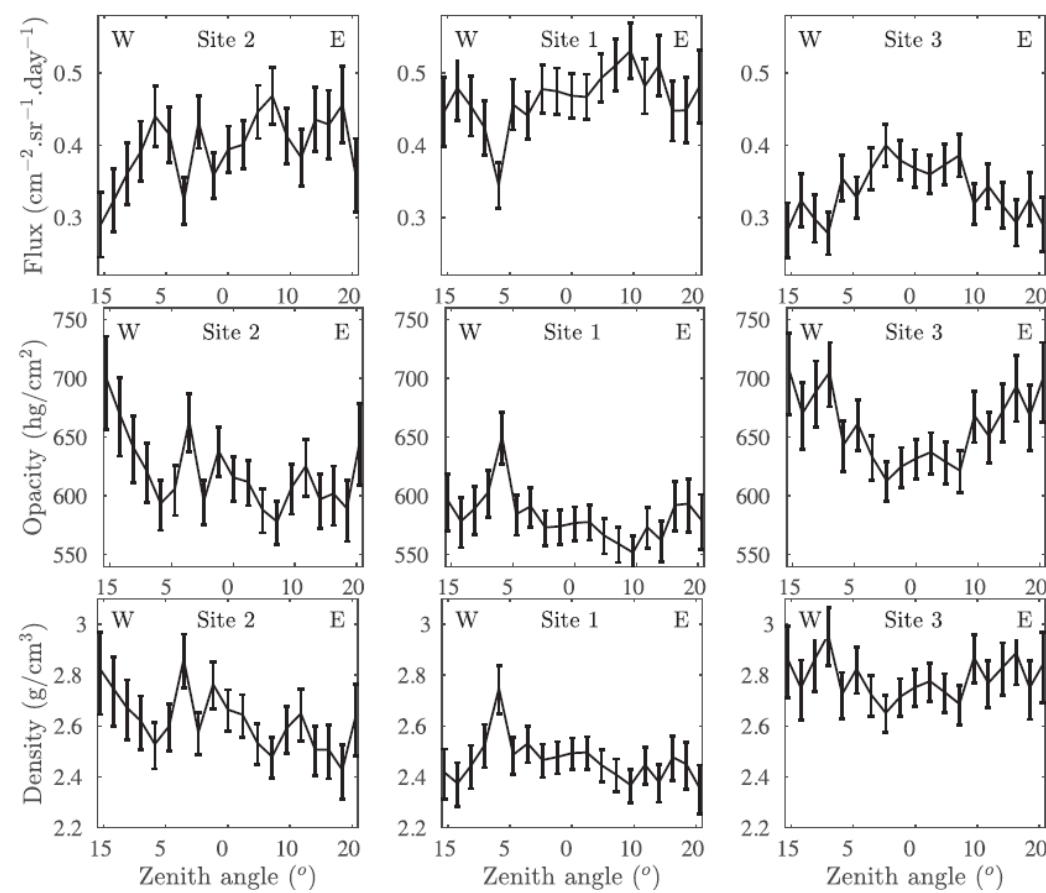 W Site 2 E
W Site 1 E
W Site 3 E
Flux (cm⁻².sr⁻¹.day⁻¹)
0.5
0.4
0.3
0.5
0.4
0.3
0.5
0.4
0.3
15 5 0 10 20
15 5 0 10 20
15 5 0 10 20
W Site 2 E
W Site 1 E
W Site 3 E
Opacity (hg/cm²)
750
700
650
600
550
750
700
650
600
550
750
700
650
600
550
15 5 0 10 20
15 5 0 10 20
15 5 0 10 20
W Site 2 E
W Site 1 E
W Site 3 E
Density (g/cm³)
3
2.8
2.6
2.4
2.2
3
2.8
2.6
2.4
2.2
3
2.8
2.6
2.4
2.2
15 5 0 10 20
15 5 0 10 20
15 5 0 10 20
Zenith angle (°)
Zenith angle (°)
Zenith angle (°)